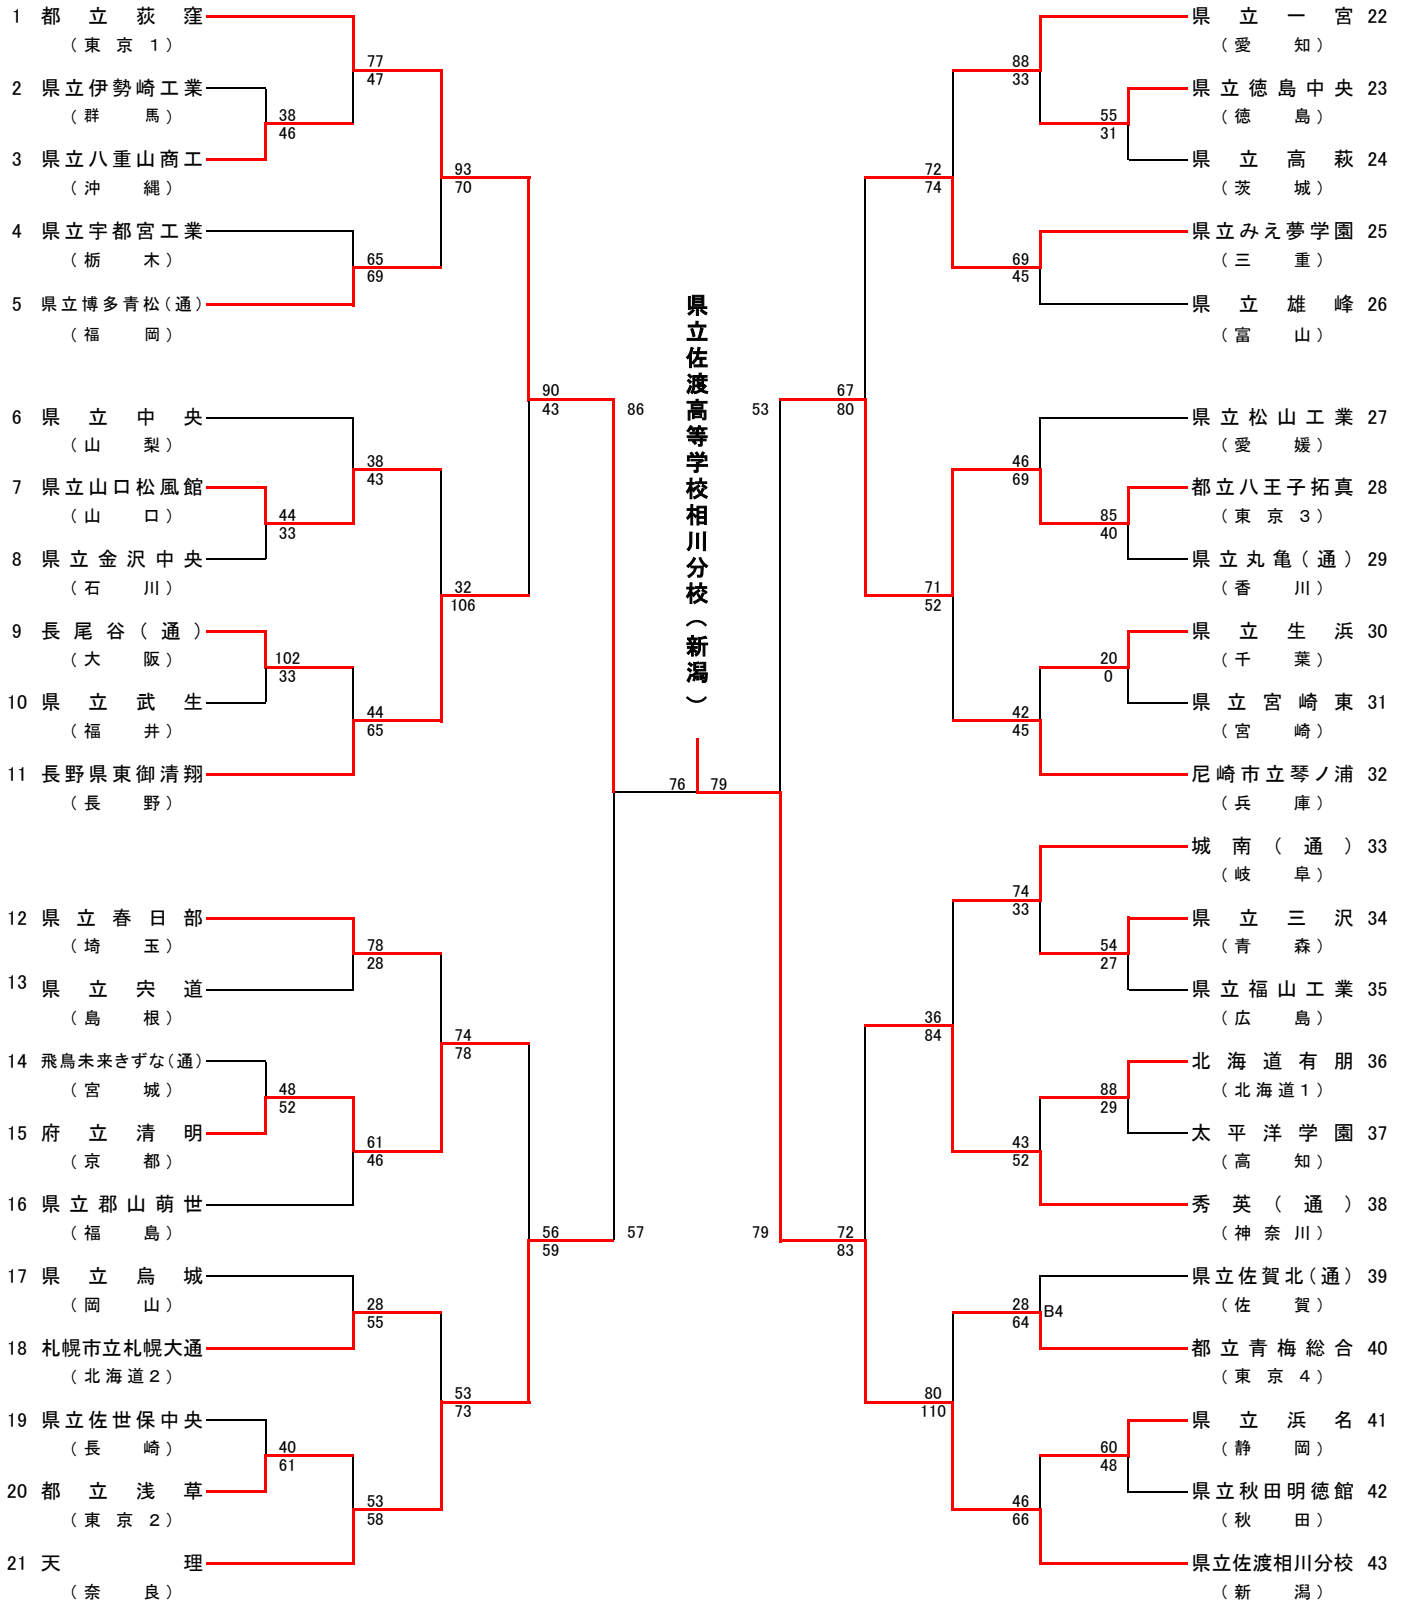 1 都立荻窪
（東京1）
77
47
2 県立伊勢崎工業
（群馬）
38
46
3 県立八重山商工
（沖縄）
93
70
4 県立宇都宮工業
（栃木）
65
69
5 県立博多青松（通）
（福岡）
90
43
86
6 県立中央
（山梨）
38
43
7 県立山口松風館
（山口）
44
33
8 県立金沢中央
（石川）
32
106
9 長尾谷（通）
（大阪）
102
33
10 県立武生
（福井）
44
65
11 長野県東御清翔
（長野）
12 県立春日部
（埼玉）
78
28
13 県立宍道
（島根）
74
78
14 飛鳥未来きずな（通）
（宮城）
48
52
15 府立清明
（京都）
61
46
16 県立郡山萌世
（福島）
56
59
57
17 県立烏城
（岡山）
28
55
18 札幌市立札幌大通
（北海道2）
53
73
19 県立佐世保中央
（長崎）
40
61
20 都立浅草
（東京2）
53
58
21 天理
（奈良）
県立佐渡高等学校相川分校（新潟）
76 79
県立一宮 22
（愛知）
88
33
県立徳島中央 23
（徳島）
55
31
県立高萩 24
（茨城）
72
74
県立みえ夢学園 25
（三重）
69
45
県立雄峰 26
（富山）
53
67
80
県立松山工業 27
（愛媛）
46
69
都立八王子拓真 28
（東京3）
85
40
県立丸亀（通） 29
（香川）
71
52
県立生浜 30
（千葉）
20
0
県立宮崎東 31
（宮崎）
42
45
尼崎市立琴ノ浦 32
（兵庫）
城南（通） 33
（岐阜）
74
33
県立三沢 34
（青森）
54
27
県立福山工業 35
（広島）
36
84
北海道有朋 36
（北海道1）
88
29
太平洋学園 37
（高知）
43
52
秀英（通） 38
（神奈川）
79
72
83
県立佐賀北（通） 39
（佐賀）
28
64
B4
都立青梅総合 40
（東京4）
80
110
県立浜名 41
（静岡）
60
48
県立秋田明徳館 42
（秋田）
46
66
県立佐渡相川分校 43
（新潟）